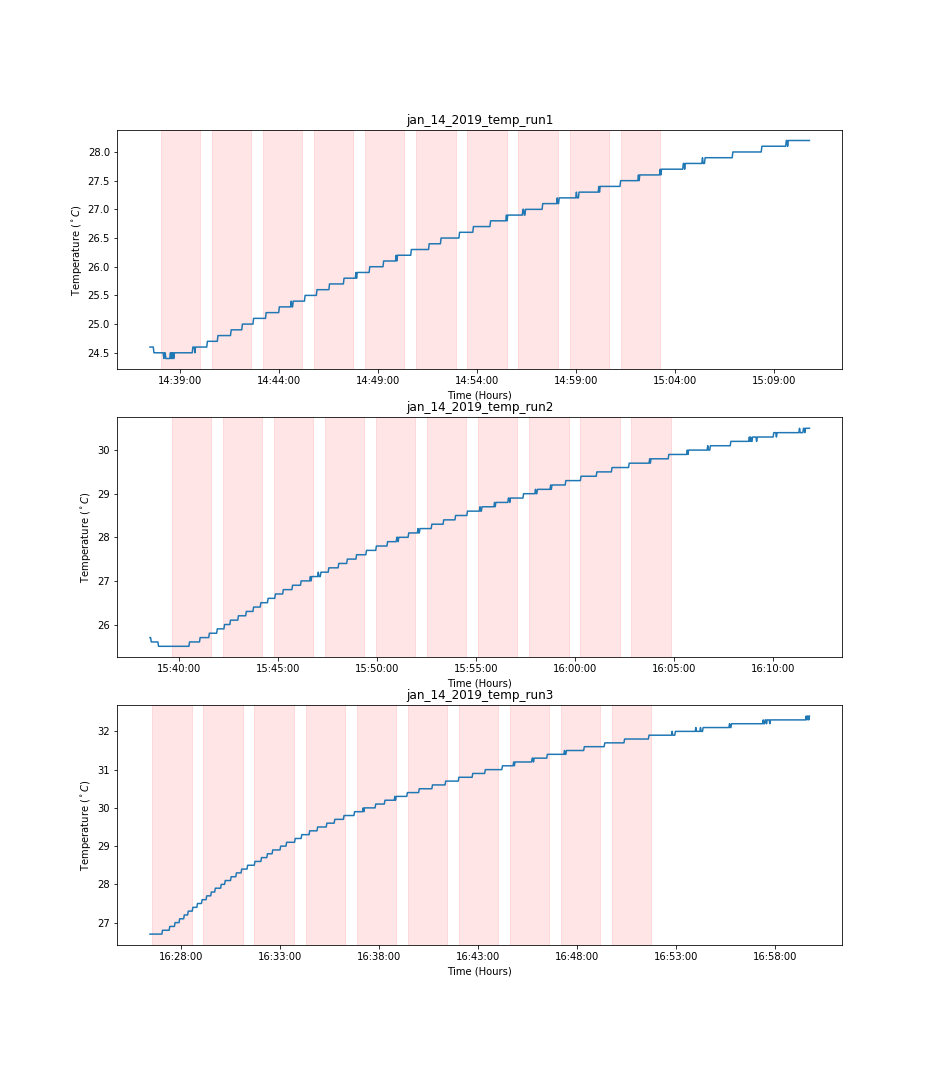 jan_14_2019_temp_run1
28.0
27.5
27.0
26.5
26.0
25.5
25.0
24.5
Temperature (°C)
14:39:00 14:44:00 14:49:00 14:54:00 14:59:00 15:04:00 15:09:00
Time (Hours)
jan_14_2019_temp_run2
30
29
28
27
26
Temperature (°C)
15:40:00 15:45:00 15:50:00 15:55:00 16:00:00 16:05:00 16:10:00
Time (Hours)
jan_14_2019_temp_run3
32
31
30
29
28
27
Temperature (°C)
16:28:00 16:33:00 16:38:00 16:43:00 16:48:00 16:53:00 16:58:00
Time (Hours)